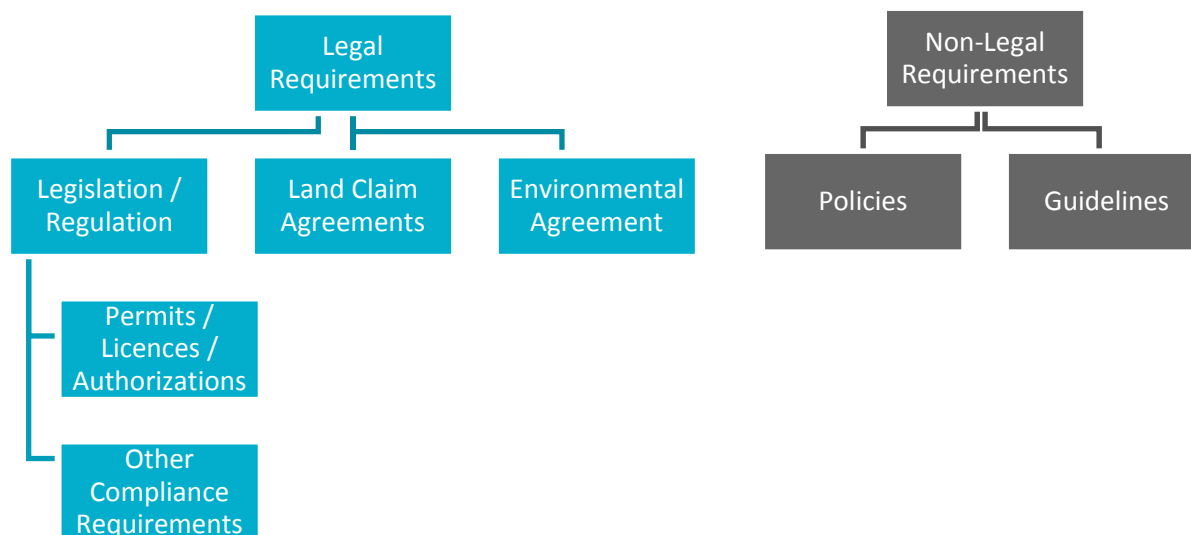 Legal
Requirements
Non-Legal
Requirements
Legislation /
Regulation
Land Claim
Agreements
Environmental
Agreement
Policies
Guidelines
Permits /
Licences /
Authorizations
Other
Compliance
Requirements